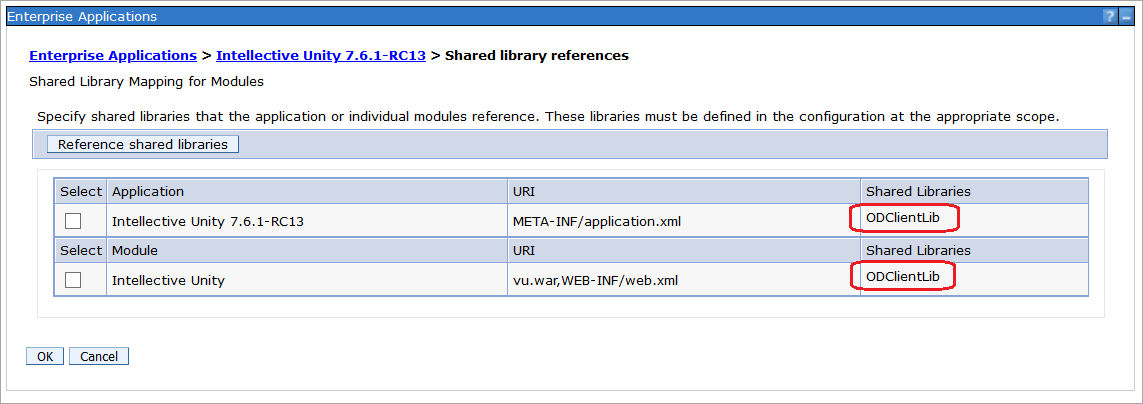 Enterprise Applications ? –
Enterprise Applications > Intellective Unity 7.6.1-RC13 > Shared library references
Shared Library Mapping for Modules
Specify shared libraries that the application or individual modules reference. These libraries must be defined in the configuration at the appropriate scope.
Reference shared libraries
Select Application URI Shared Libraries
Intellective Unity 7.6.1-RC13 META-INF/application.xml ODClientLib
Select Module URI Shared Libraries
Intellective Unity vu.war,WEB-INF/web.xml ODClientLib
OK Cancel